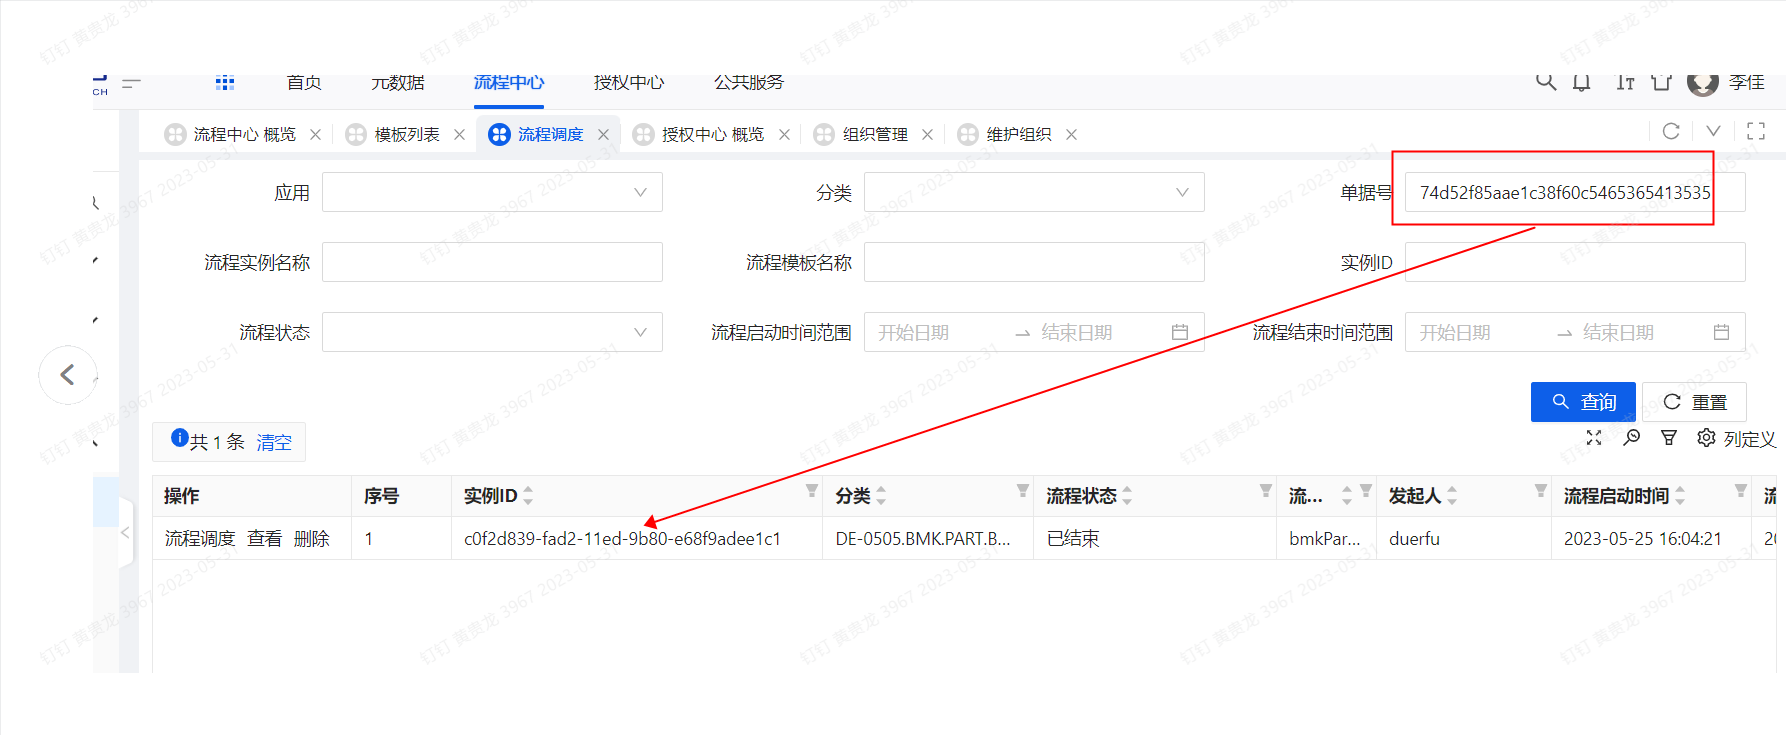 首页 元数据 流程中心 授权中心 公共服务 李佳
CH
流程中心 概览 模板列表 流程调度 授权中心 概览 组织管理 维护组织
应用 分类 单据号 74d52f85aae1c38f60c5465365413535
流程实例名称 流程模板名称 实例ID
流程状态 流程启动时间范围 开始日期 结束日期 流程结束时间范围 开始日期 结束日期
查询 重置
共 1 条 清空 列定义
操作 序号 实例ID 分类 流程状态 流... 发起人 流程启动时间
流程调度 查看 删除 1 c0f2d839-fad2-11ed-9b80-e68f9adee1c1 DE-0505.BMK.PART.B... 已结束 bmkPar... duerfu 2023-05-25 16:04:21
钉钉 黄贵龙 3967 2023-05-31